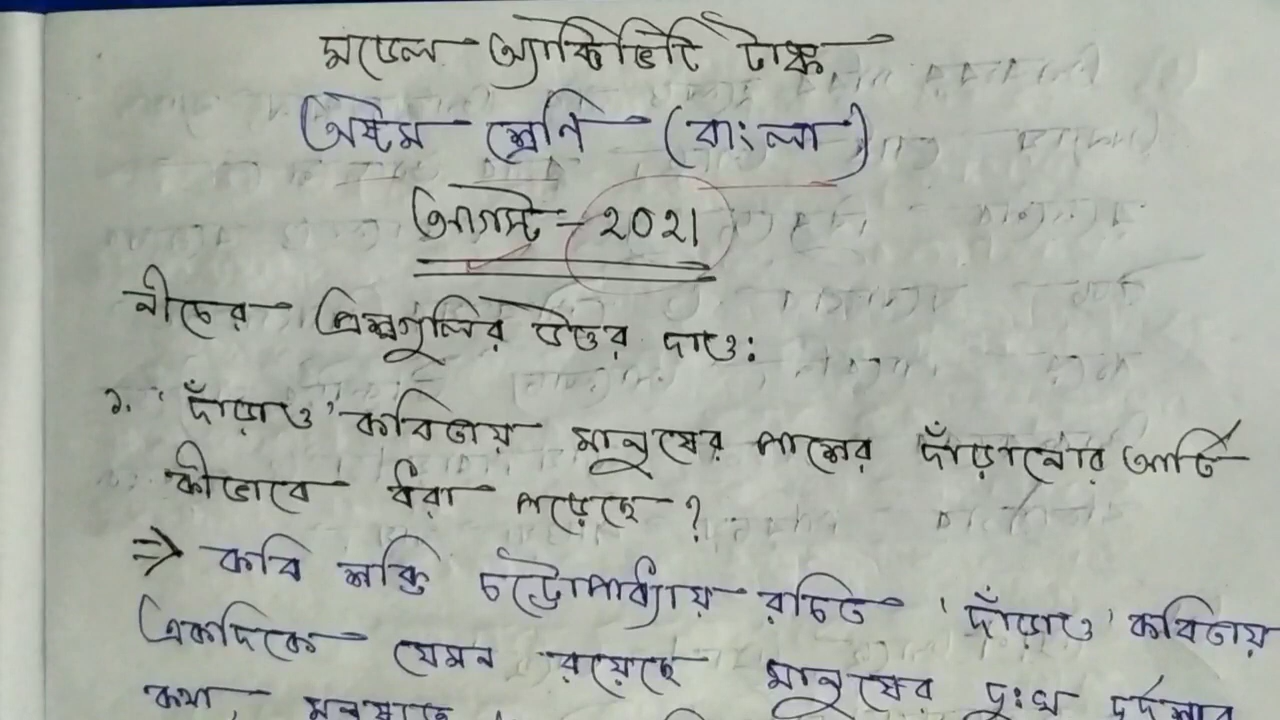 মডেল অ্যাক্টিভিটি টাস্ক
অষ্টম শ্রেণি (বাংলা)
আগস্ট - ২০২১
নীচের প্রশ্নগুলির উত্তর দাও:
১. 'দাঁড়াও' কবিতায় মানুষের পাশের দাঁড়ানোর আর্তি
কীভাবে ধরা পড়েছে?
⇒ কবি শক্তি চট্টোপাধ্যায় রচিত 'দাঁড়াও' কবিতায়
একদিকে যেমন রয়েছে মানুষের দুঃখ দুর্দশার
কথা,